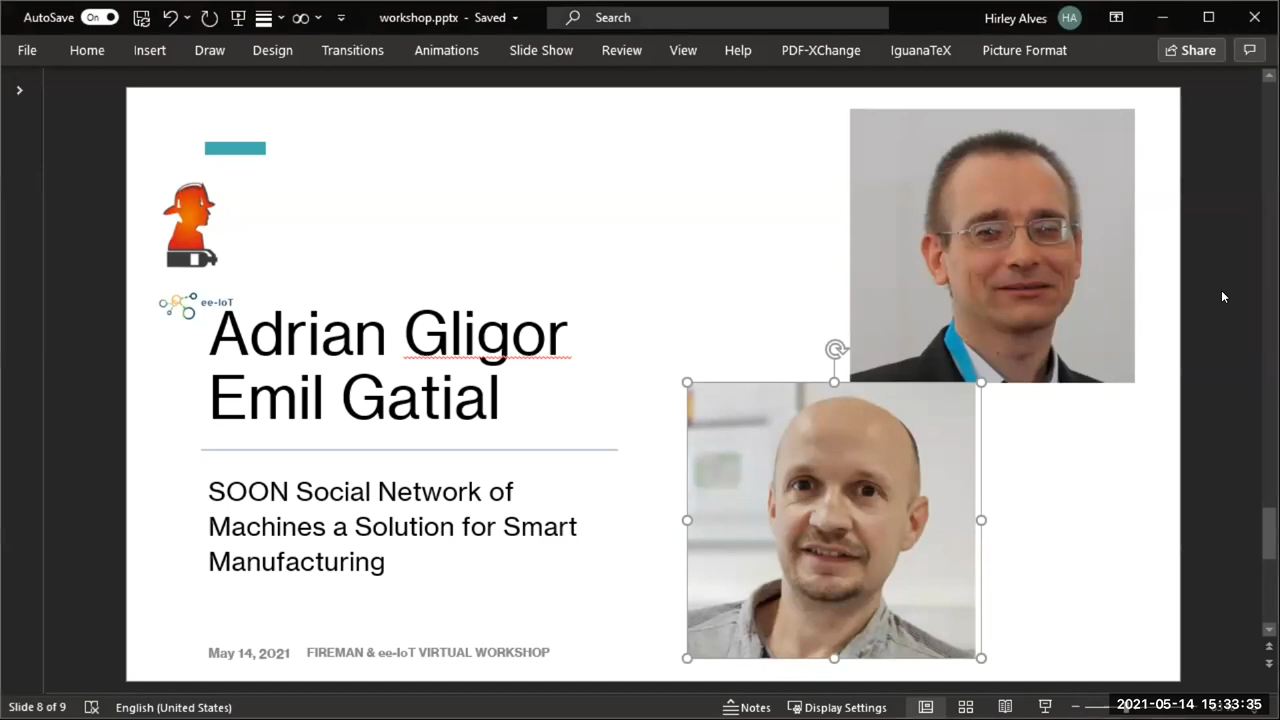 AutoSave On workshop.pptx - Saved Search Hirley Alves HA
File Home Insert Draw Design Transitions Animations Slide Show Review View Help PDF-XChange IguanaTeX Picture Format Share
ee-IoT
Adrian Gligor
Emil Gatial
SOON Social Network of
Machines a Solution for Smart
Manufacturing
May 14, 2021 FIREMAN & ee-IoT VIRTUAL WORKSHOP
Slide 8 of 9 English (United States) Notes Display Settings 2021-05-14 15:33:35